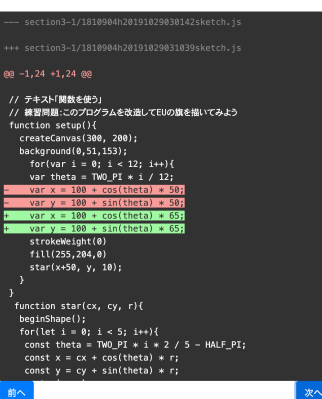 --- section3-1/1810904h20191029030142sketch.js
+++ section3-1/1810904h20191029031039sketch.js
@@ -1,24 +1,24 @@
// テキスト「関数を使う」
// 練習問題:このプログラムを改造してEUの旗を描いてみよう
function setup(){
createCanvas(300, 200);
background(0,51,153);
for(var i = 0; i < 12; i++){
var theta = TWO_PI * i / 12;
- var x = 100 + cos(theta) * 50;
- var y = 100 + sin(theta) * 50;
+ var x = 100 + cos(theta) * 65;
+ var y = 100 + sin(theta) * 65;
strokeWeight(0)
fill(255,204,0)
star(x+50, y, 10);
}
}
function star(cx, cy, r){
beginShape();
for(let i = 0; i < 5; i++){
const theta = TWO_PI * i * 2 / 5 - HALF_PI;
const x = cx + cos(theta) * r;
const y = cy + sin(theta) * r;
前へ
次へ